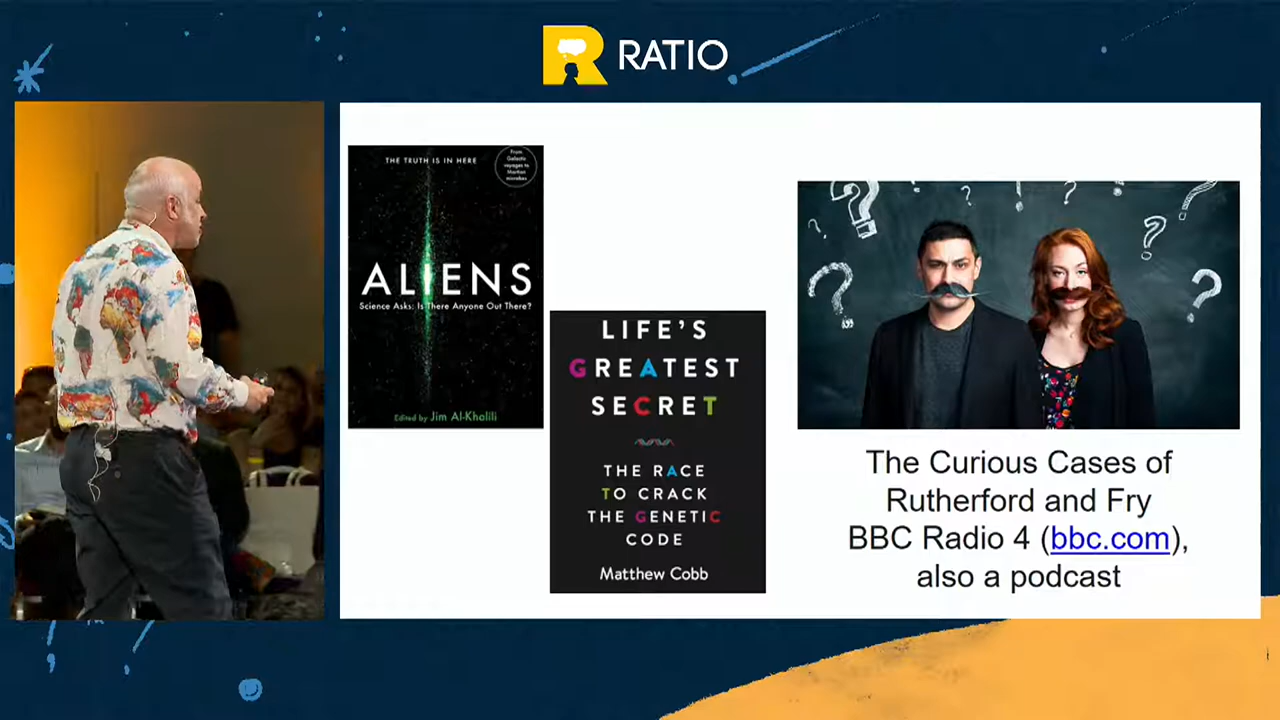 RATIO
THE TRUTH IS IN HERE
From
Galactic
voyages to
Martian
microbes
ALIENS
Science Asks: Is There Anyone Out There?
Edited by Jim Al-Khalili
LIFE'S
GREATEST
SECRET
THE RACE
TO CRACK
THE GENETIC
CODE
Matthew Cobb
The Curious Cases of
Rutherford and Fry
BBC Radio 4 (bbc.com),
also a podcast